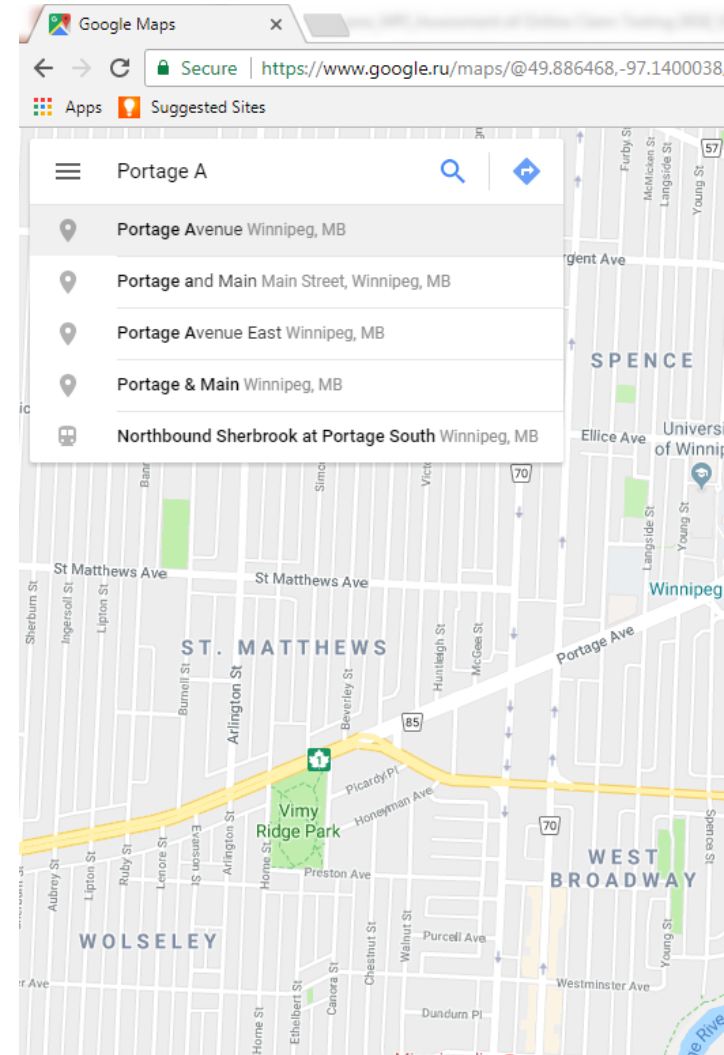 Google Maps
Secure | https://www.google.ru/maps/@49.886468,-97.1400038,
Apps Suggested Sites
Portage A
Portage Avenue Winnipeg, MB
Portage and Main Main Street, Winnipeg, MB
Portage Avenue East Winnipeg, MB
Portage & Main Winnipeg, MB
Northbound Sherbrook at Portage South Winnipeg, MB
Furby St
McMicken St
Langside St
Young St
57
rgent Ave
SPENCE
Ellice Ave
Universi
of Winnip
70
Langside St
Young St
Winnipeg
St Matthews Ave
St Matthews Ave
Sherburn St
Ingersoll St
Lipton St
ST. MATTHEWS
Burnell St
Arlington St
Beverley St
Huntleigh St
McGee St
Portage Ave
85
1
Picardy Pl
Honeyman Ave
Vimy
Ridge Park
70
Spence St
WEST
BROADWAY
Aubrey St
Lipton St
Ruby St
Lenore St
Evanson St
Arlington St
Home St
Preston Ave
WOLSELEY
Chestnut St
Walnut St
Purcell Ave
Young St
r Ave
Canora St
Westminster Ave
Ethelbert St
Home St
Dundurn Pl
e Rive